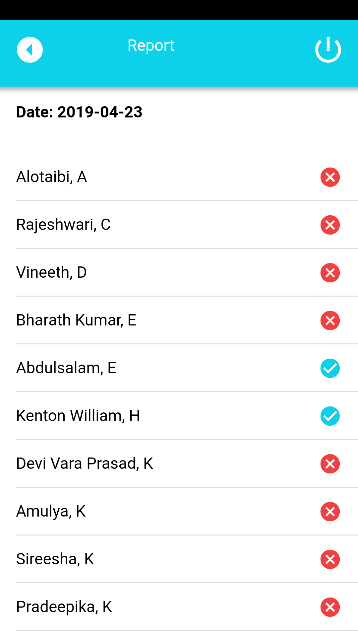 Report
Date: 2019-04-23
Alotaibi, A
Rajeshwari, C
Vineeth, D
Bharath Kumar, E
Abdulsalam, E
Kenton William, H
Devi Vara Prasad, K
Amulya, K
Sireesha, K
Pradeepika, K